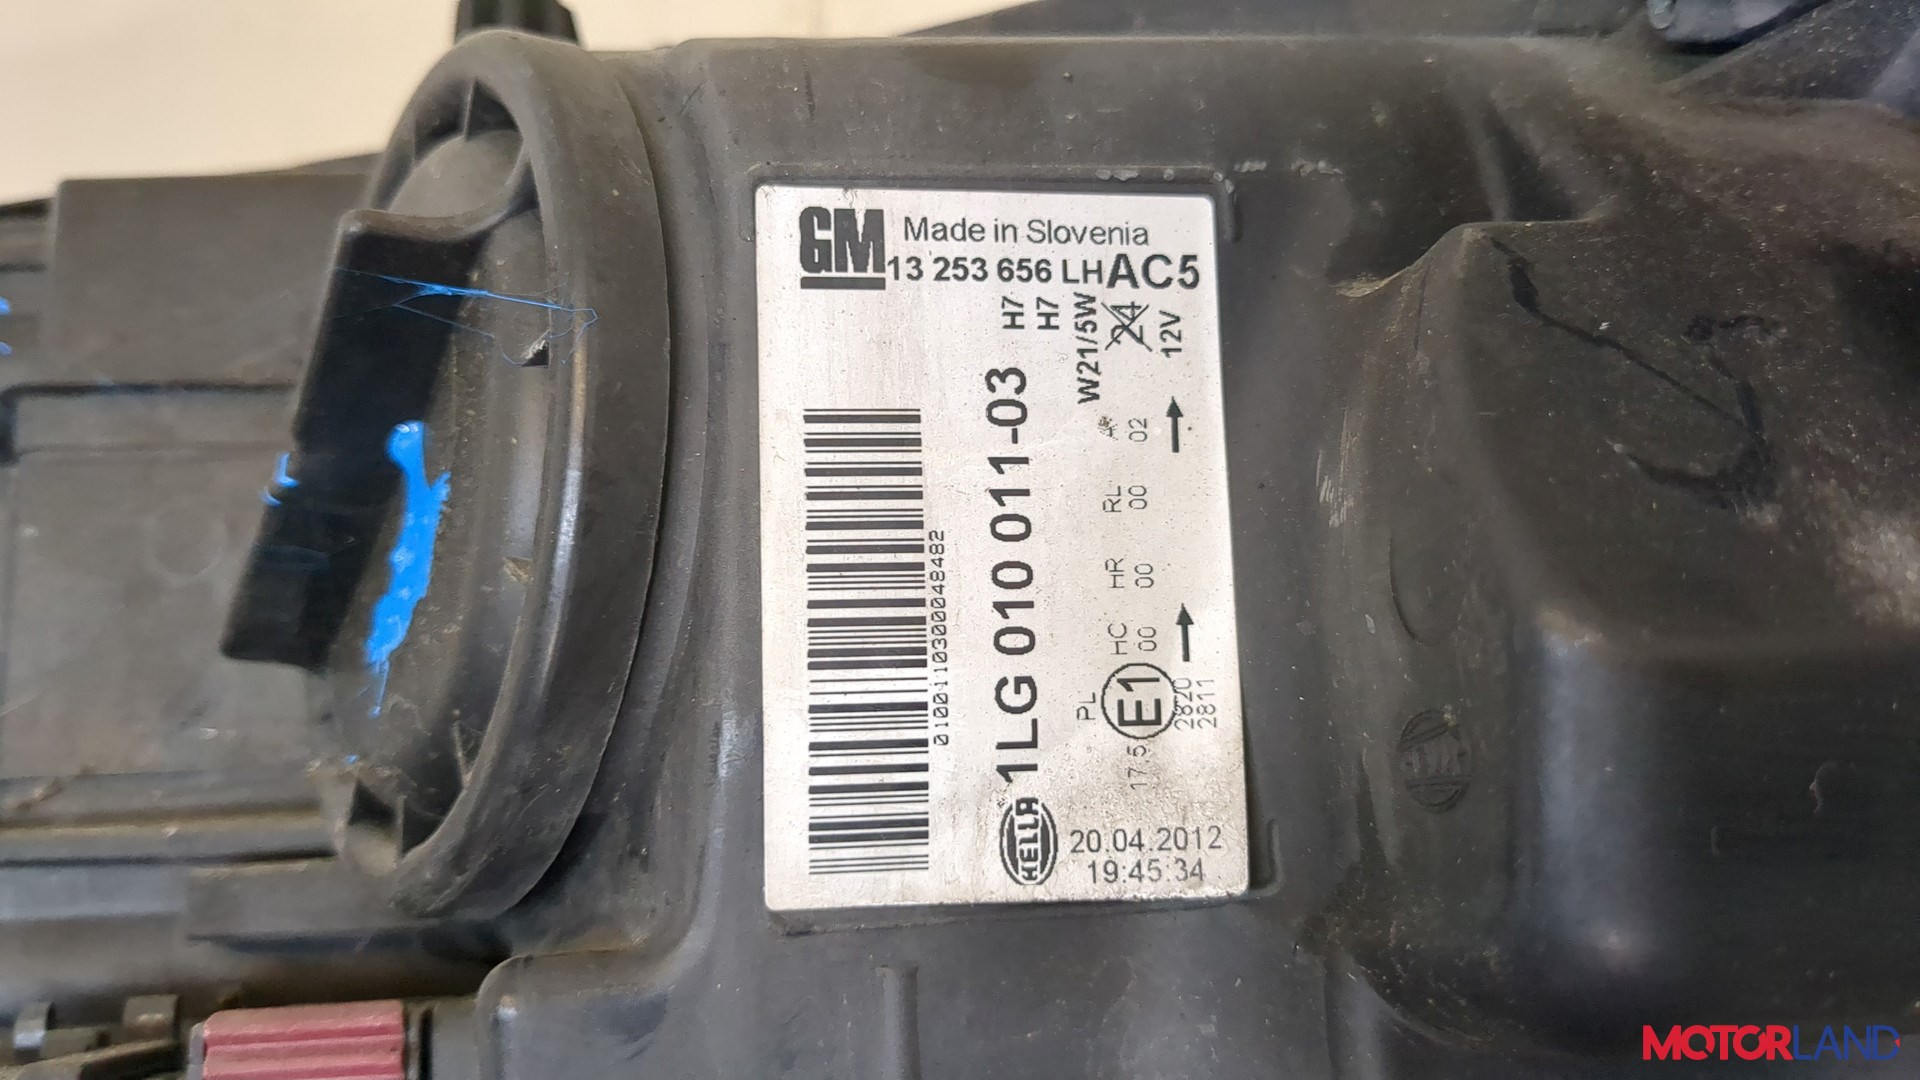 GM
Made in Slovenia
13 253 656 LH AC5
H7
H7
W21/5W
24
12V
1LG 010 011-03
01001103000048482
A
02
RL
00
HR
00
HC
00
PL
E1
2820
2811
17.5
HELLA
20.04.2012
19:45:34
MOTORLAND